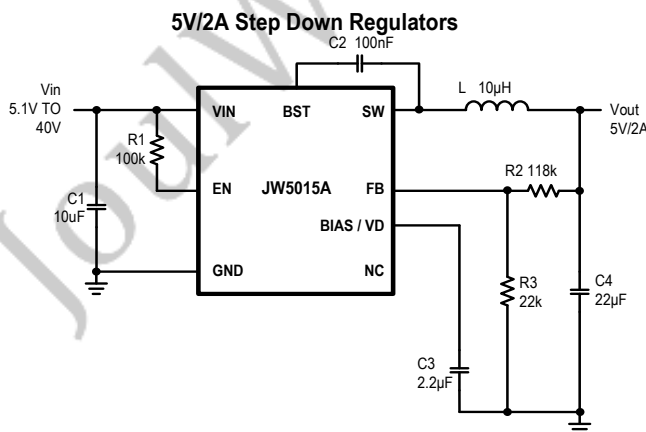 5V/2A Step Down Regulators
C2 100nF
Vin
5.1V TO
40V
VIN
BST
SW
L 10µH
Vout
5V/2A
R1
100k
R2 118k
EN
JW5015A
FB
C1
10uF
BIAS / VD
GND
NC
R3
22k
C4
22µF
C3
2.2µF
JoulW